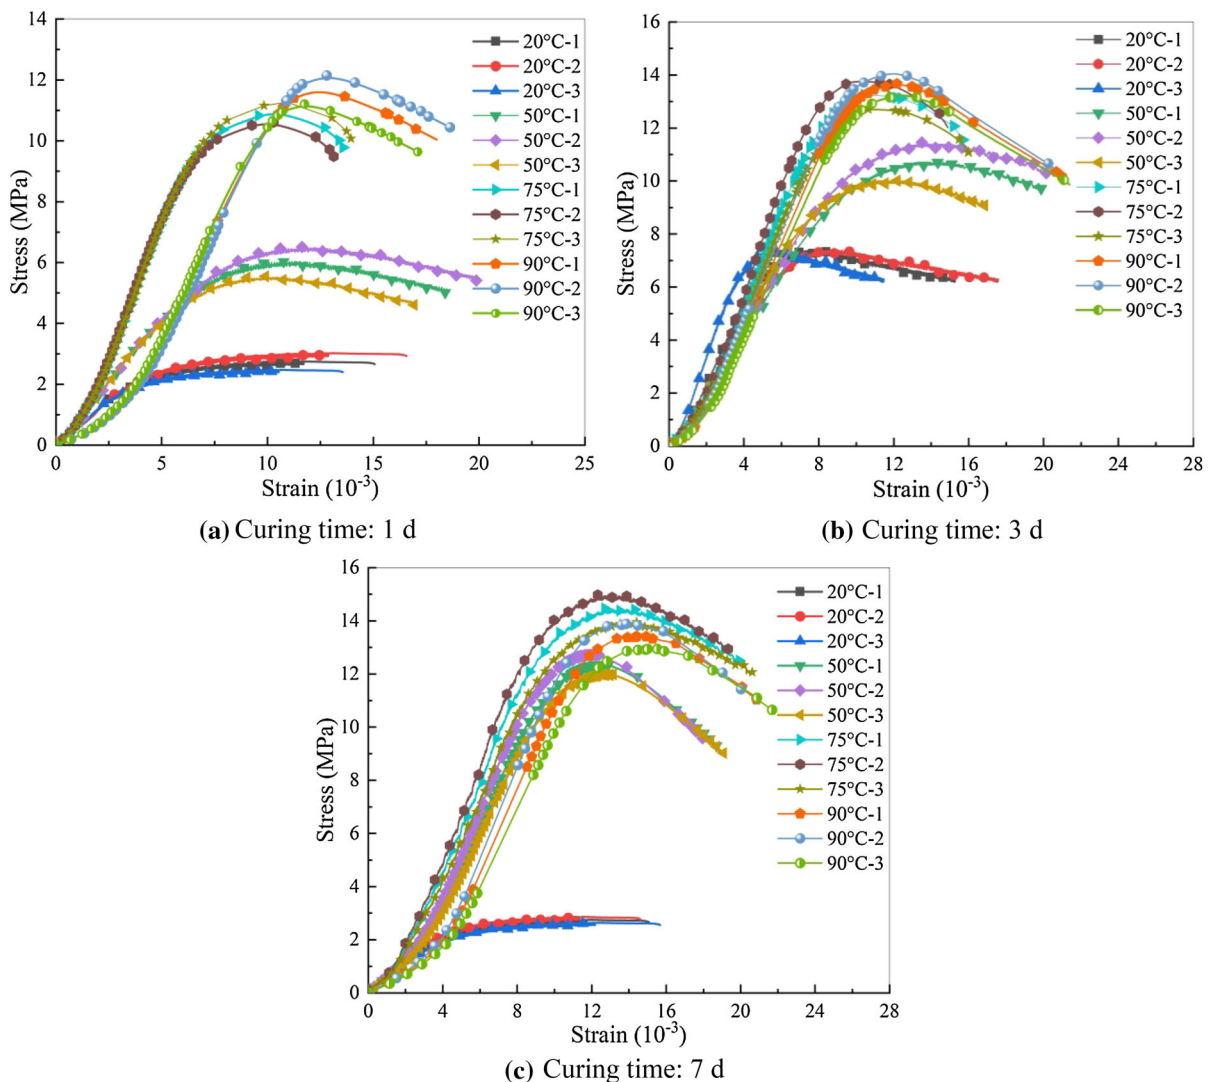 14
12
10
8
6
4
2
0
Stress (MPa)
0 5 10 15 20 25
Strain (10-3)
20°C-1
20°C-2
20°C-3
50°C-1
50°C-2
50°C-3
75°C-1
75°C-2
75°C-3
90°C-1
90°C-2
90°C-3
(a) Curing time: 1 d
16
14
12
10
8
6
4
2
0
Stress (MPa)
0 4 8 12 16 20 24 28
Strain (10-3)
20°C-1
20°C-2
20°C-3
50°C-1
50°C-2
50°C-3
75°C-1
75°C-2
75°C-3
90°C-1
90°C-2
90°C-3
(b) Curing time: 3 d
16
14
12
10
8
6
4
2
0
Stress (MPa)
0 4 8 12 16 20 24 28
Strain (10-3)
20°C-1
20°C-2
20°C-3
50°C-1
50°C-2
50°C-3
75°C-1
75°C-2
75°C-3
90°C-1
90°C-2
90°C-3
(c) Curing time: 7 d